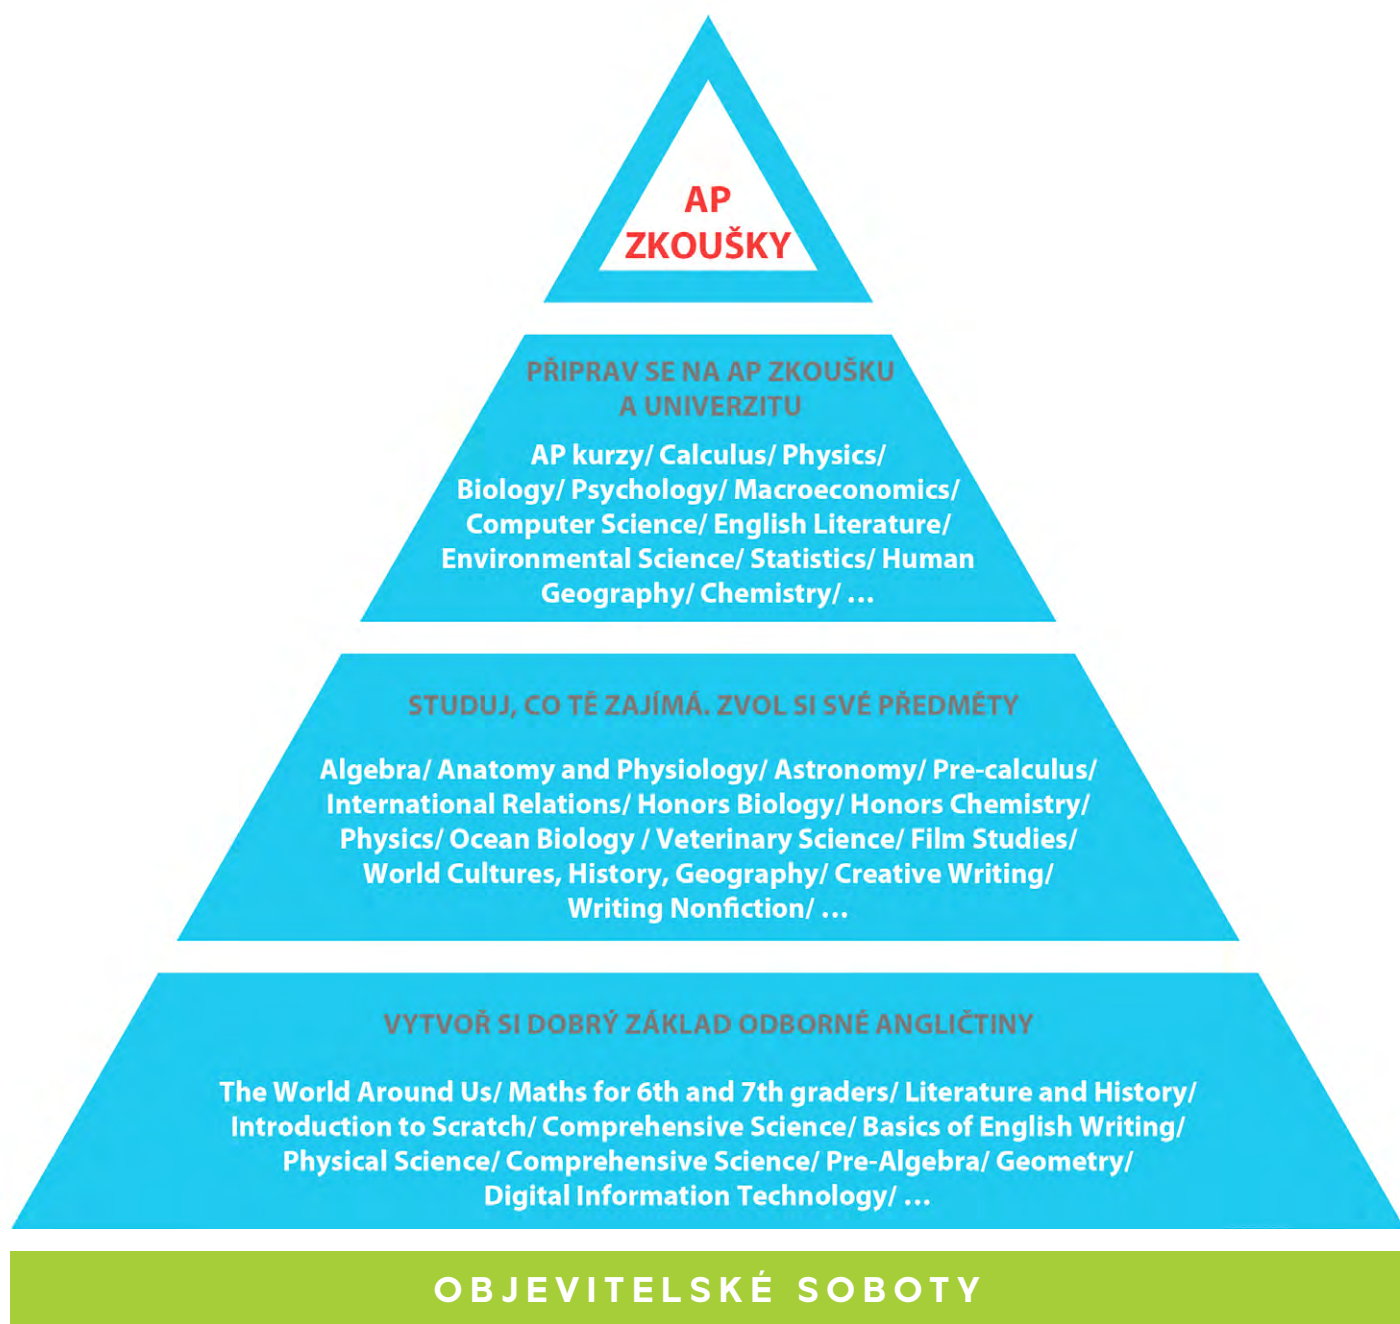 AP
ZKOUŠKY
PŘIPRAV SE NA AP ZKOUŠKU
A UNIVERZITU
AP kurzy/ Calculus/ Physics/
Biology/ Psychology/ Macroeconomics/
Computer Science/ English Literature/
Environmental Science/ Statistics/ Human
Geography/ Chemistry/ …
STUDUJ, CO TĚ ZAJÍMÁ. ZVOL SI SVÉ PŘEDMĚTY
Algebra/ Anatomy and Physiology/ Astronomy/ Pre-calculus/
International Relations/ Honors Biology/ Honors Chemistry/
Physics/ Ocean Biology / Veterinary Science/ Film Studies/
World Cultures, History, Geography/ Creative Writing/
Writing Nonfiction/ …
VYTVOŘ SI DOBRÝ ZÁKLAD ODBORNÉ ANGLIČTINY
The World Around Us/ Maths for 6th and 7th graders/ Literature and History/
Introduction to Scratch/ Comprehensive Science/ Basics of English Writing/
Physical Science/ Comprehensive Science/ Pre-Algebra/ Geometry/
Digital Information Technology/ …
OBJEVITELSKÉ SOBOTY